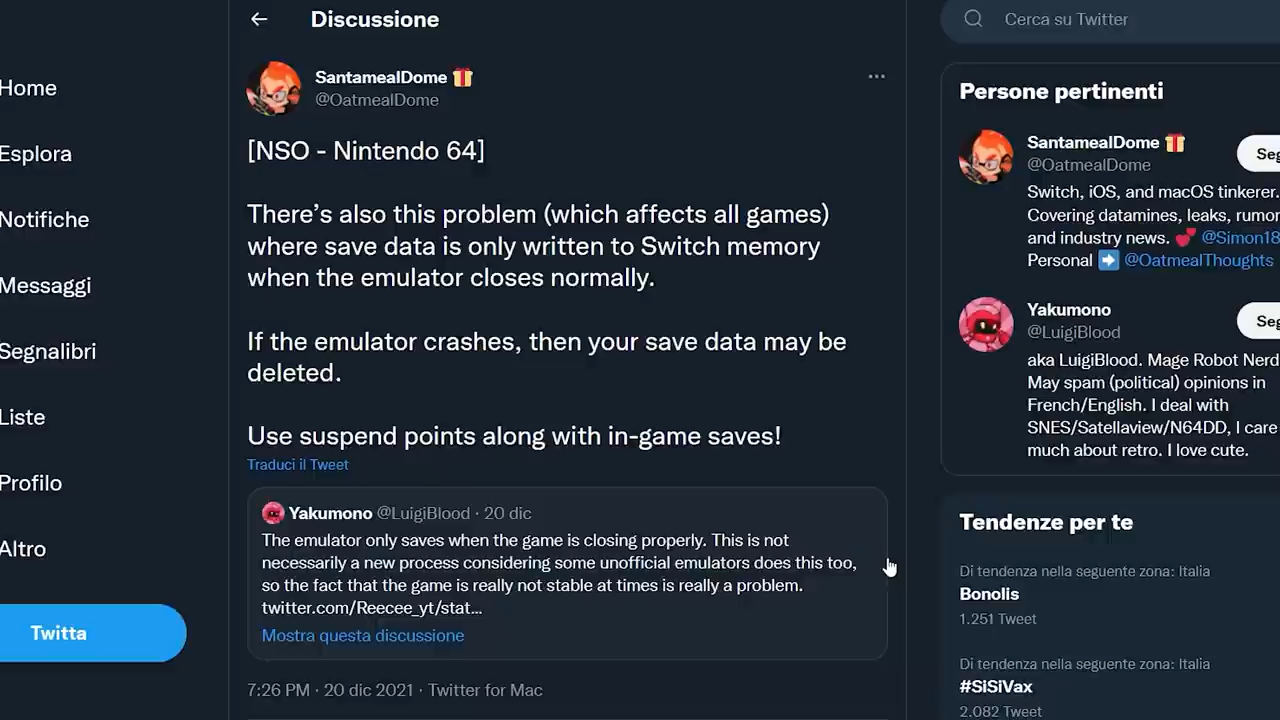 Discussione
Cerca su Twitter
Home
Esplora
Notifiche
Messaggi
Segnalibri
Liste
Profilo
Altro
Twitta
SantamealDome 🎁
@OatmealDome
[NSO - Nintendo 64]
There's also this problem (which affects all games)
where save data is only written to Switch memory
when the emulator closes normally.
If the emulator crashes, then your save data may be
deleted.
Use suspend points along with in-game saves!
Traduci il Tweet
Yakumono @LuigiBlood · 20 dic
The emulator only saves when the game is closing properly. This is not
necessarily a new process considering some unofficial emulators does this too,
so the fact that the game is really not stable at times is really a problem.
twitter.com/Reecee_yt/stat...
Mostra questa discussione
7:26 PM · 20 dic 2021 · Twitter for Mac
Persone pertinenti
SantamealDome 🎁
@OatmealDome
Seg
Switch, iOS, and macOS tinkerer.
Covering datamines, leaks, rumor
and industry news. 💕 @Simon18
Personal ➡️ @OatmealThoughts
Yakumono
@LuigiBlood
Seg
aka LuigiBlood. Mage Robot Nerd
May spam (political) opinions in
French/English. I deal with
SNES/Satellaview/N64DD, I care
much about retro. I love cute.
Tendenze per te
Di tendenza nella seguente zona: Italia
Bonolis
1.251 Tweet
Di tendenza nella seguente zona: Italia
#SiSiVax
2.082 Tweet